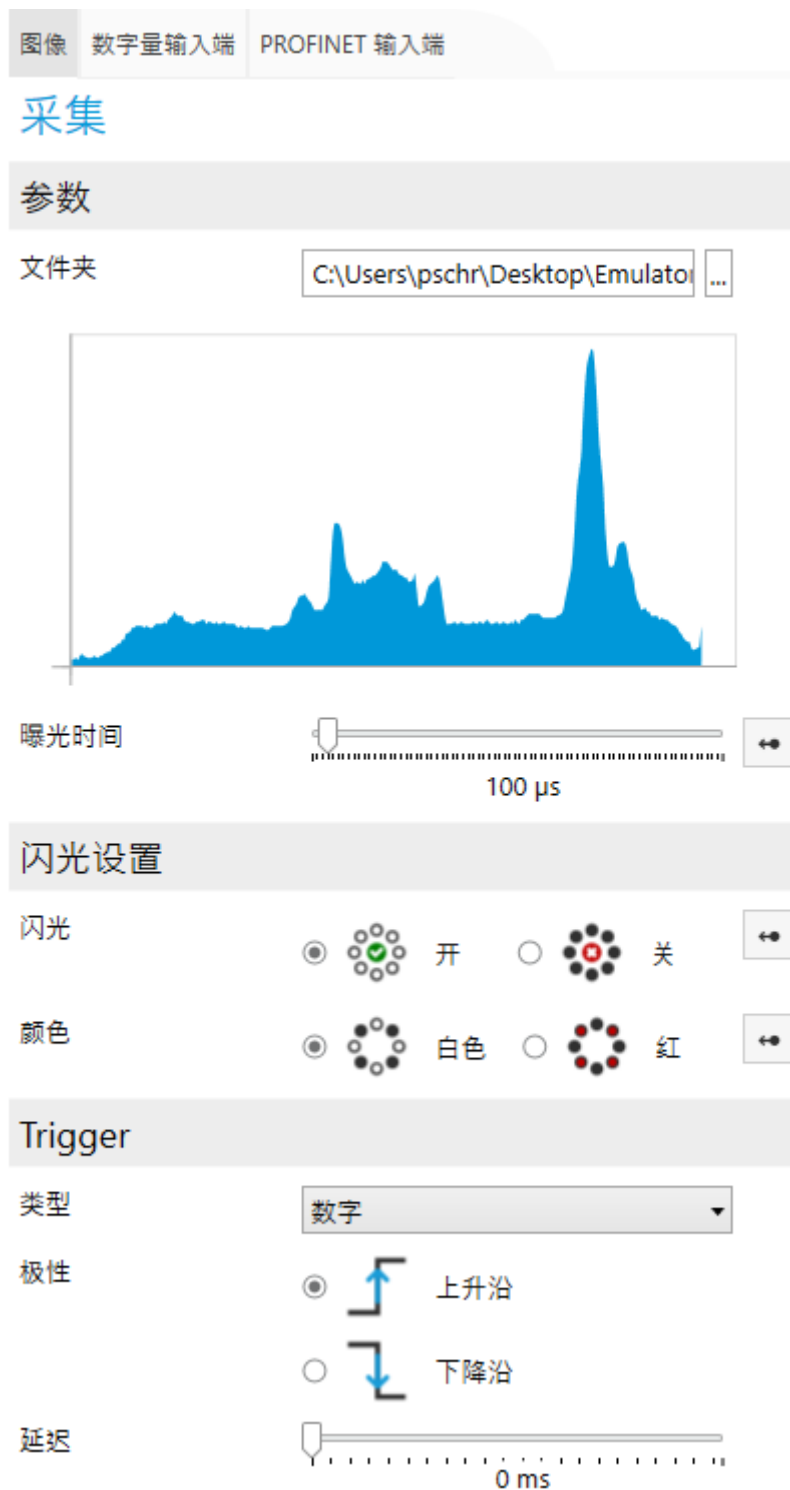 图像 数字量输入端 PROFINET 输入端
采集
参数
文件夹 C:\Users\pschr\Desktop\Emulator ...
曝光时间
100 µs
闪光设置
闪光 开 关
颜色 白色 红
Trigger
类型 数字
极性 上升沿
下降沿
延迟
0 ms